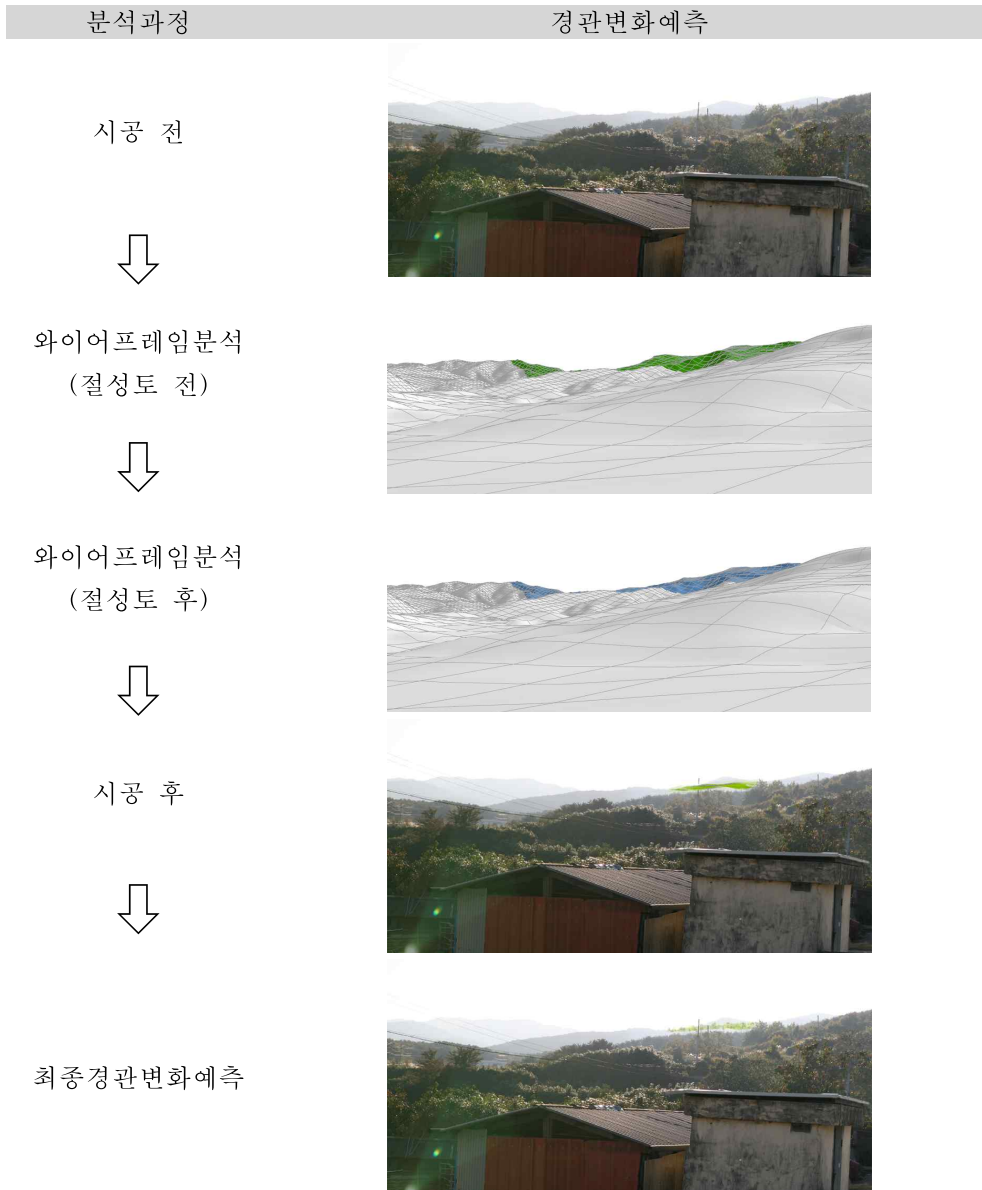 분석과정 경관변화예측
시공 전
와이어프레임분석
(절성토 전)
와이어프레임분석
(절성토 후)
시공 후
최종경관변화예측